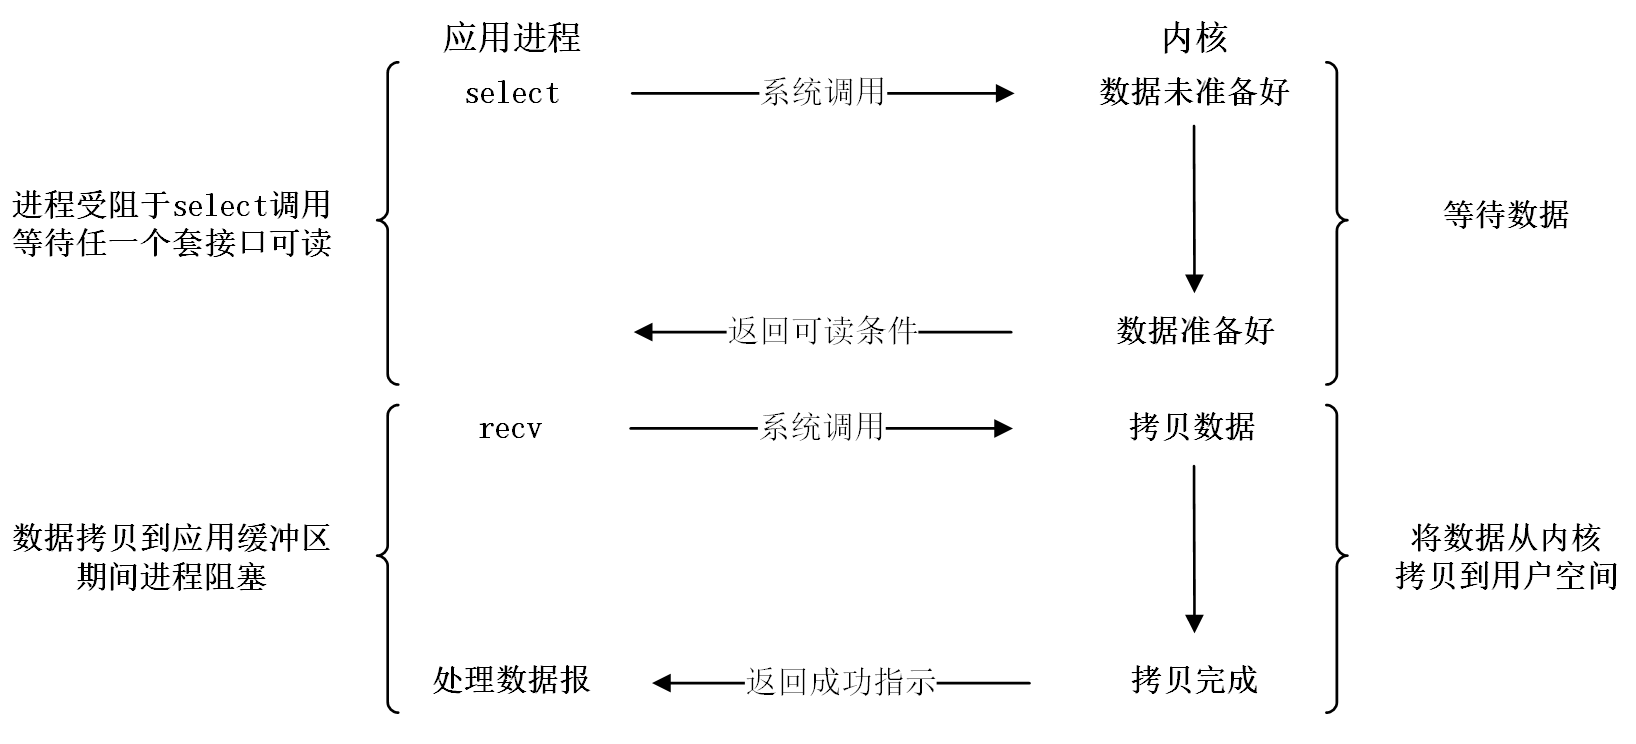 应用进程
内核
select
系统调用
数据未准备好
进程受阻于select调用
等待任一个套接口可读
等待数据
返回可读条件
数据准备好
recv
系统调用
拷贝数据
数据拷贝到应用缓冲区
期间进程阻塞
将数据从内核
拷贝到用户空间
处理数据报
返回成功指示
拷贝完成